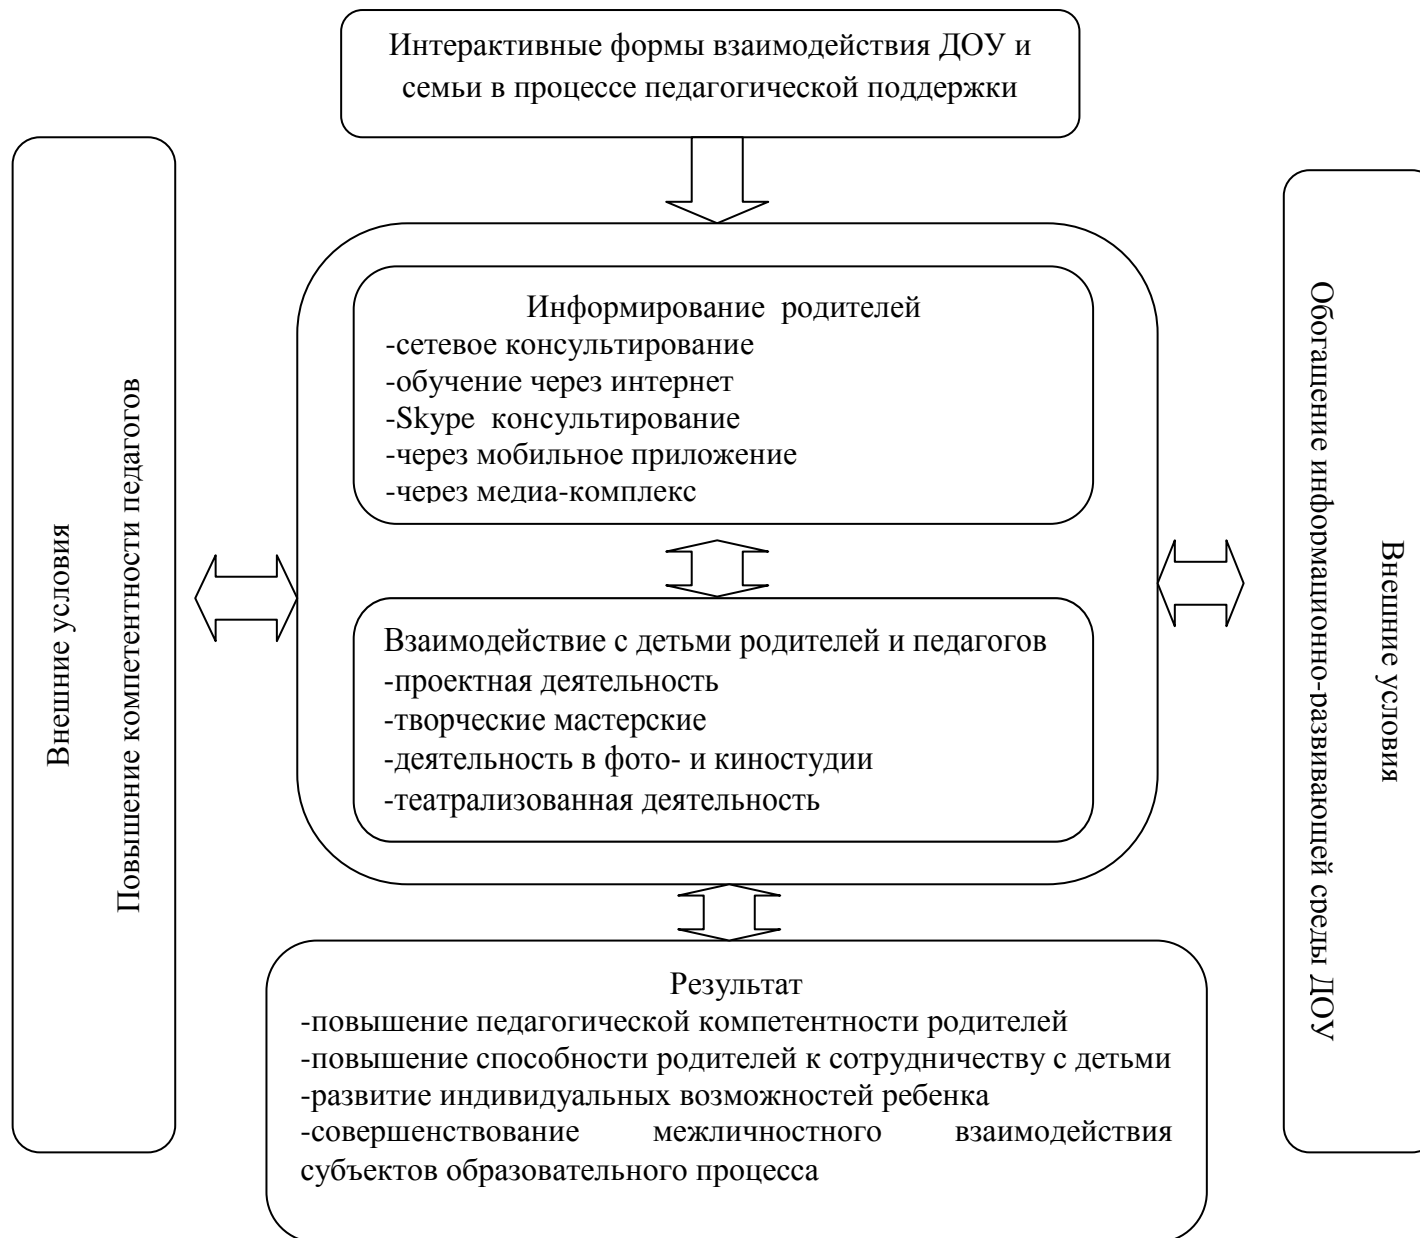 Интерактивные формы взаимодействия ДОУ и
семьи в процессе педагогической поддержки
Внешние условия
Повышение компетентности педагогов
Информирование родителей
-сетевое консультирование
-обучение через интернет
-Skype консультирование
-через мобильное приложение
-через медиа-комплекс
Взаимодействие с детьми родителей и педагогов
-проектная деятельность
-творческие мастерские
-деятельность в фото- и киностудии
-театрализованная деятельность
Внешние условия
Обогащение информационно-развивающей среды ДОУ
Результат
-повышение педагогической компетентности родителей
-повышение способности родителей к сотрудничеству с детьми
-развитие индивидуальных возможностей ребенка
-совершенствование межличностного взаимодействия
субъектов образовательного процесса